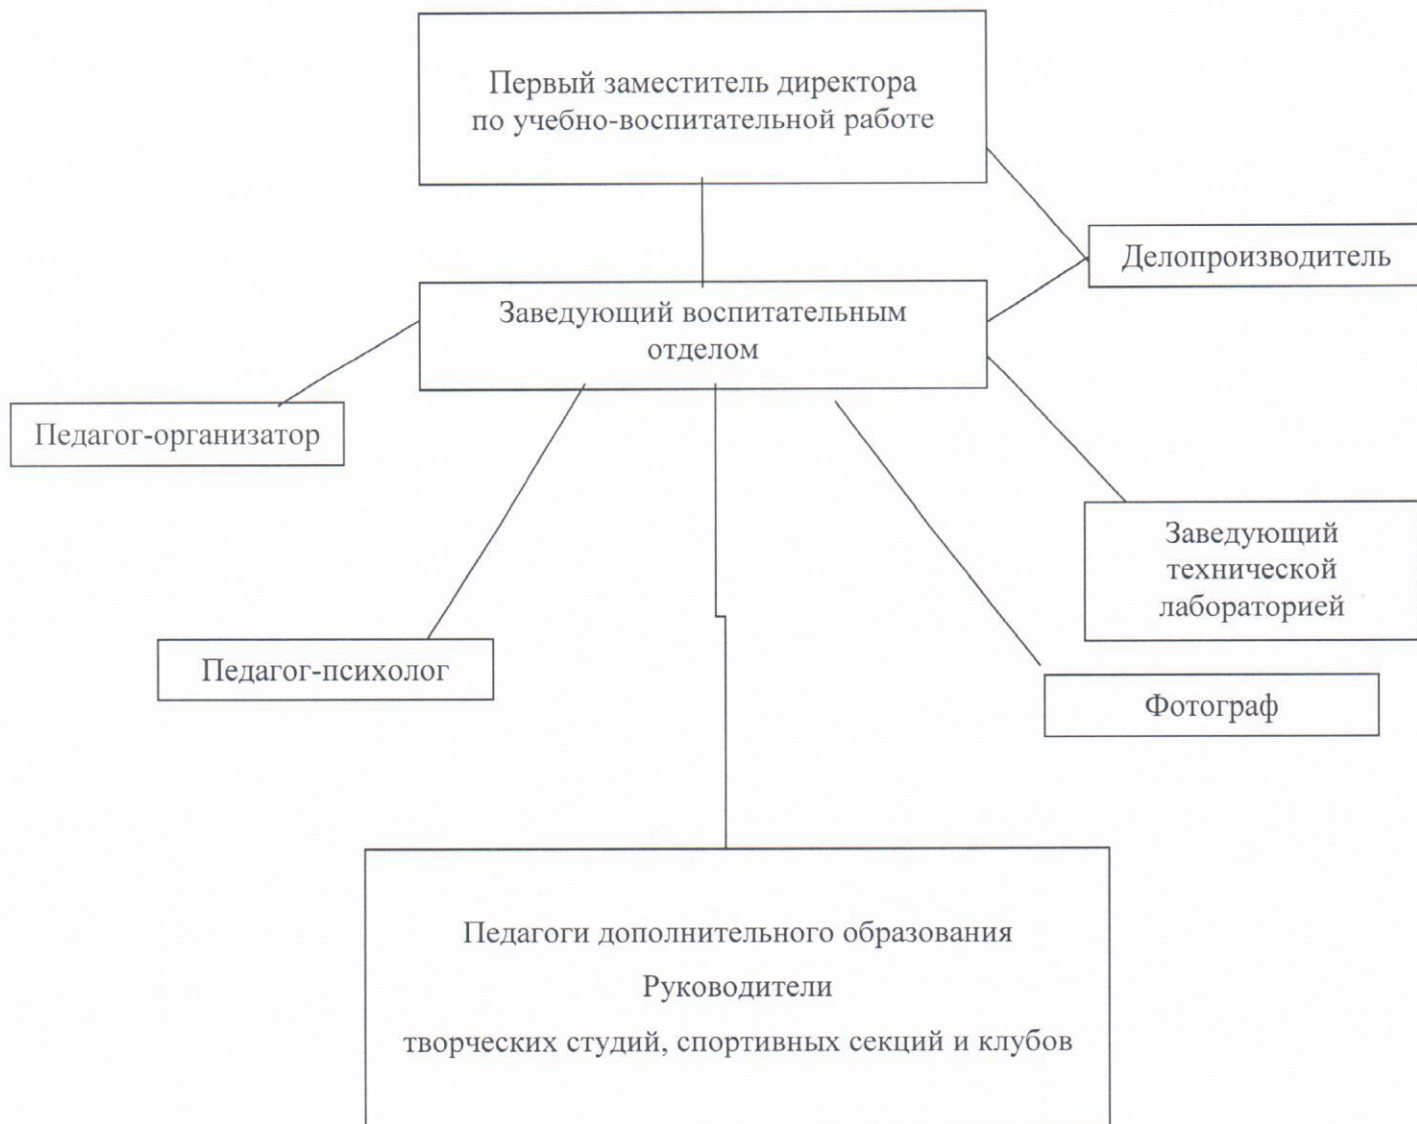 Первый заместитель директора
по учебно-воспитательной работе
Делопроизводитель
Заведующий воспитательным
отделом
Педагог-организатор
Заведующий
технической
лабораторией
Педагог-психолог
Фотограф
Педагоги дополнительного образования
Руководители
творческих студий, спортивных секций и клубов